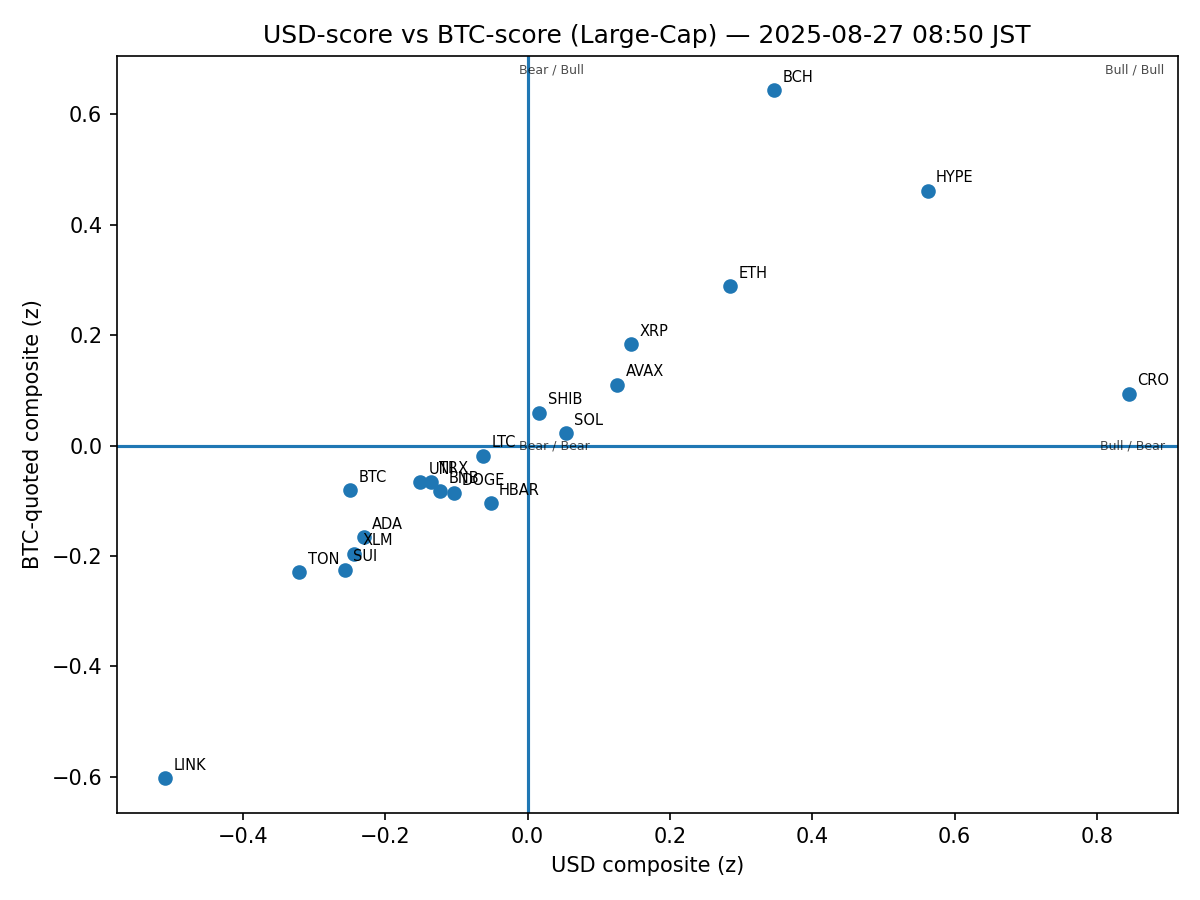 USD-score vs BTC-score (Large-Cap) — 2025-08-27 08:50 JST
Bear / Bull
Bull / Bull
BCH
HYPE
ETH
XRP
AVAX
CRO
SHIB
SOL
LTC
Bear / Bear
Bull / Bear
UNI
TRX
BTC
BNB
DOGE
HBAR
ADA
XLM
SUI
TON
LINK
0.6
0.4
0.2
0.0
−0.2
−0.4
−0.6
BTC-quoted composite (z)
−0.4
−0.2
0.0
0.2
0.4
0.6
0.8
USD composite (z)